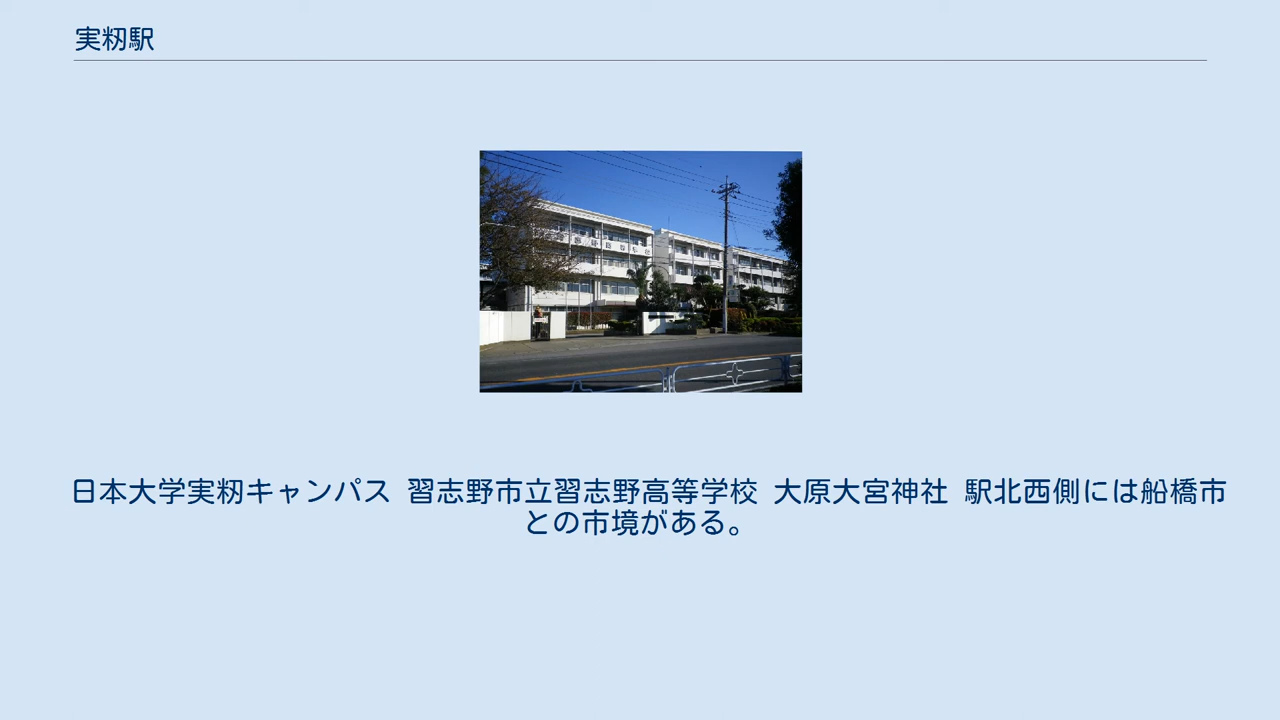 実籾駅
日本大学実籾キャンパス 習志野市立習志野高等学校 大原大宮神社 駅北西側には船橋市
との市境がある。